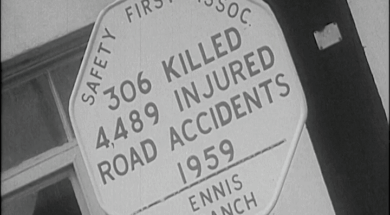 SAFETY FIRST ASSOC.
306 KILLED
4,489 INJURED
ROAD ACCIDENTS
1959
ENNIS